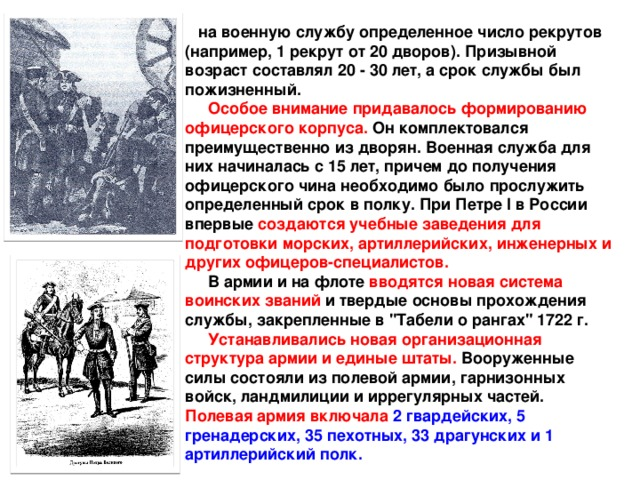 на военную службу определенное число рекрутов
(например, 1 рекрут от 20 дворов). Призывной
возраст составлял 20 - 30 лет, а срок службы был
пожизненный.
Особое внимание придавалось формированию
офицерского корпуса. Он комплектовался
преимущественно из дворян. Военная служба для
них начиналась с 15 лет, причем до получения
офицерского чина необходимо было прослужить
определенный срок в полку. При Петре I в России
впервые создаются учебные заведения для
подготовки морских, артиллерийских, инженерных и
других офицеров-специалистов.
В армии и на флоте вводятся новая система
воинских званий и твердые основы прохождения
службы, закрепленные в "Табели о рангах" 1722 г.
Устанавливались новая организационная
структура армии и единые штаты. Вооруженные
силы состояли из полевой армии, гарнизонных
войск, ландмилиции и иррегулярных частей.
Полевая армия включала 2 гвардейских, 5
гренадерских, 35 пехотных, 33 драгунских и 1
артиллерийский полк.
Драгуны Петра Великого